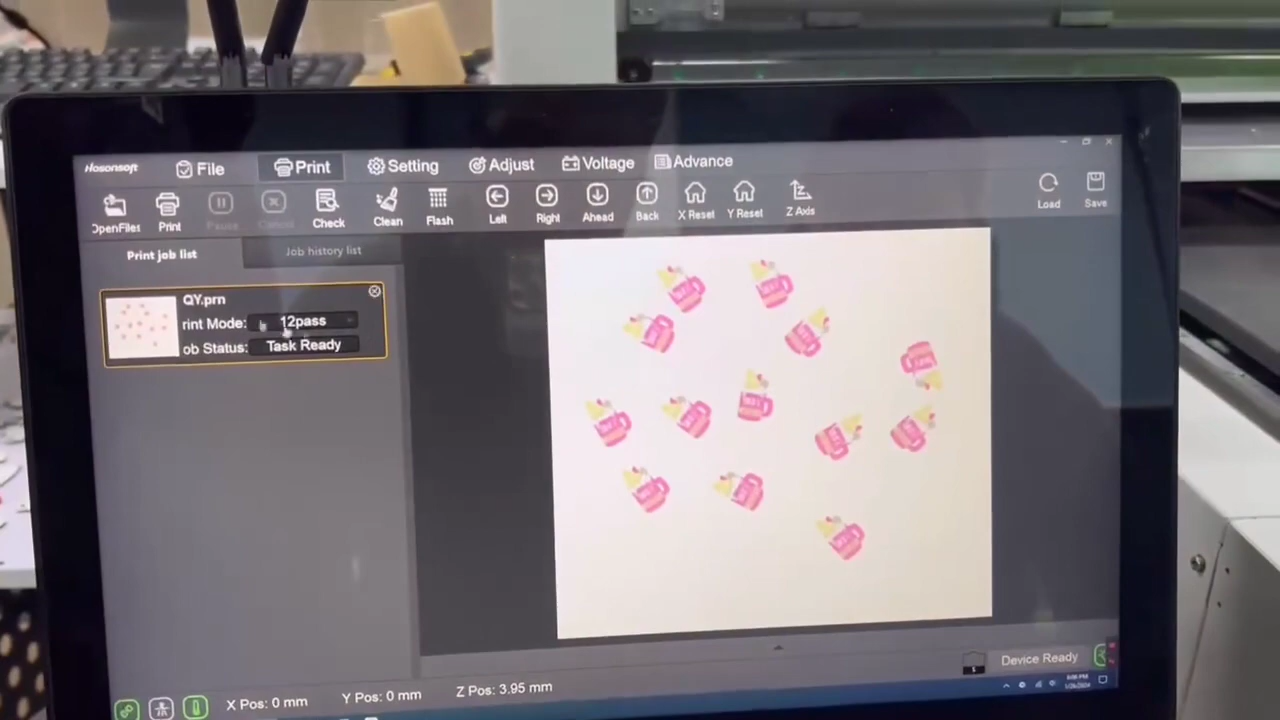 Hosonsoft File Print Setting Adjust Voltage Advance
OpenFiles Print Pause Cancel Check Clean Flash Left Right Ahead Back X Reset Y Reset Z Axis Load Save
Print job list Job history list
QY.prn
rint Mode: 12pass
ob Status: Task Ready
Device Ready
X Pos: 0 mm Y Pos: 0 mm Z Pos: 3.95 mm